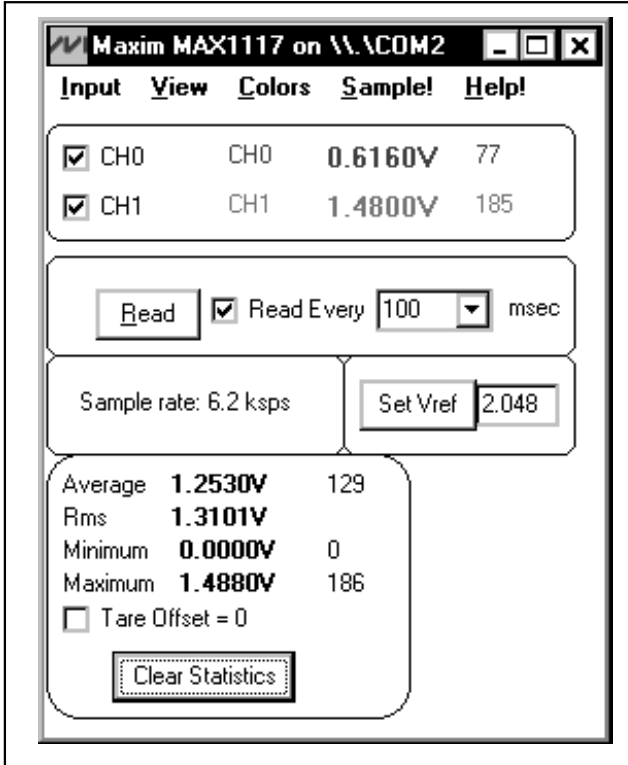 Maxim MAX1117 on \\.\COM2
Input View Colors Sample! Help!
CH0 CH0 0.6160V 77
CH1 CH1 1.4800V 185
Read Read Every 100 msec
Sample rate: 6.2 ksps Set Vref 2.048
Average 1.2530V 129
Rms 1.3101V
Minimum 0.0000V 0
Maximum 1.4880V 186
Tare Offset = 0
Clear Statistics